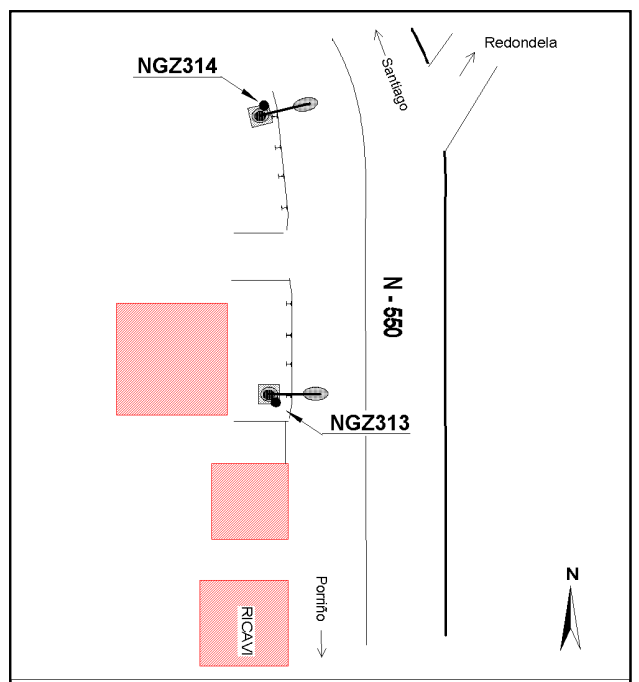 Redondela
Santiago
NGZ314
N - 550
NGZ313
Porriño
RICAVI
N